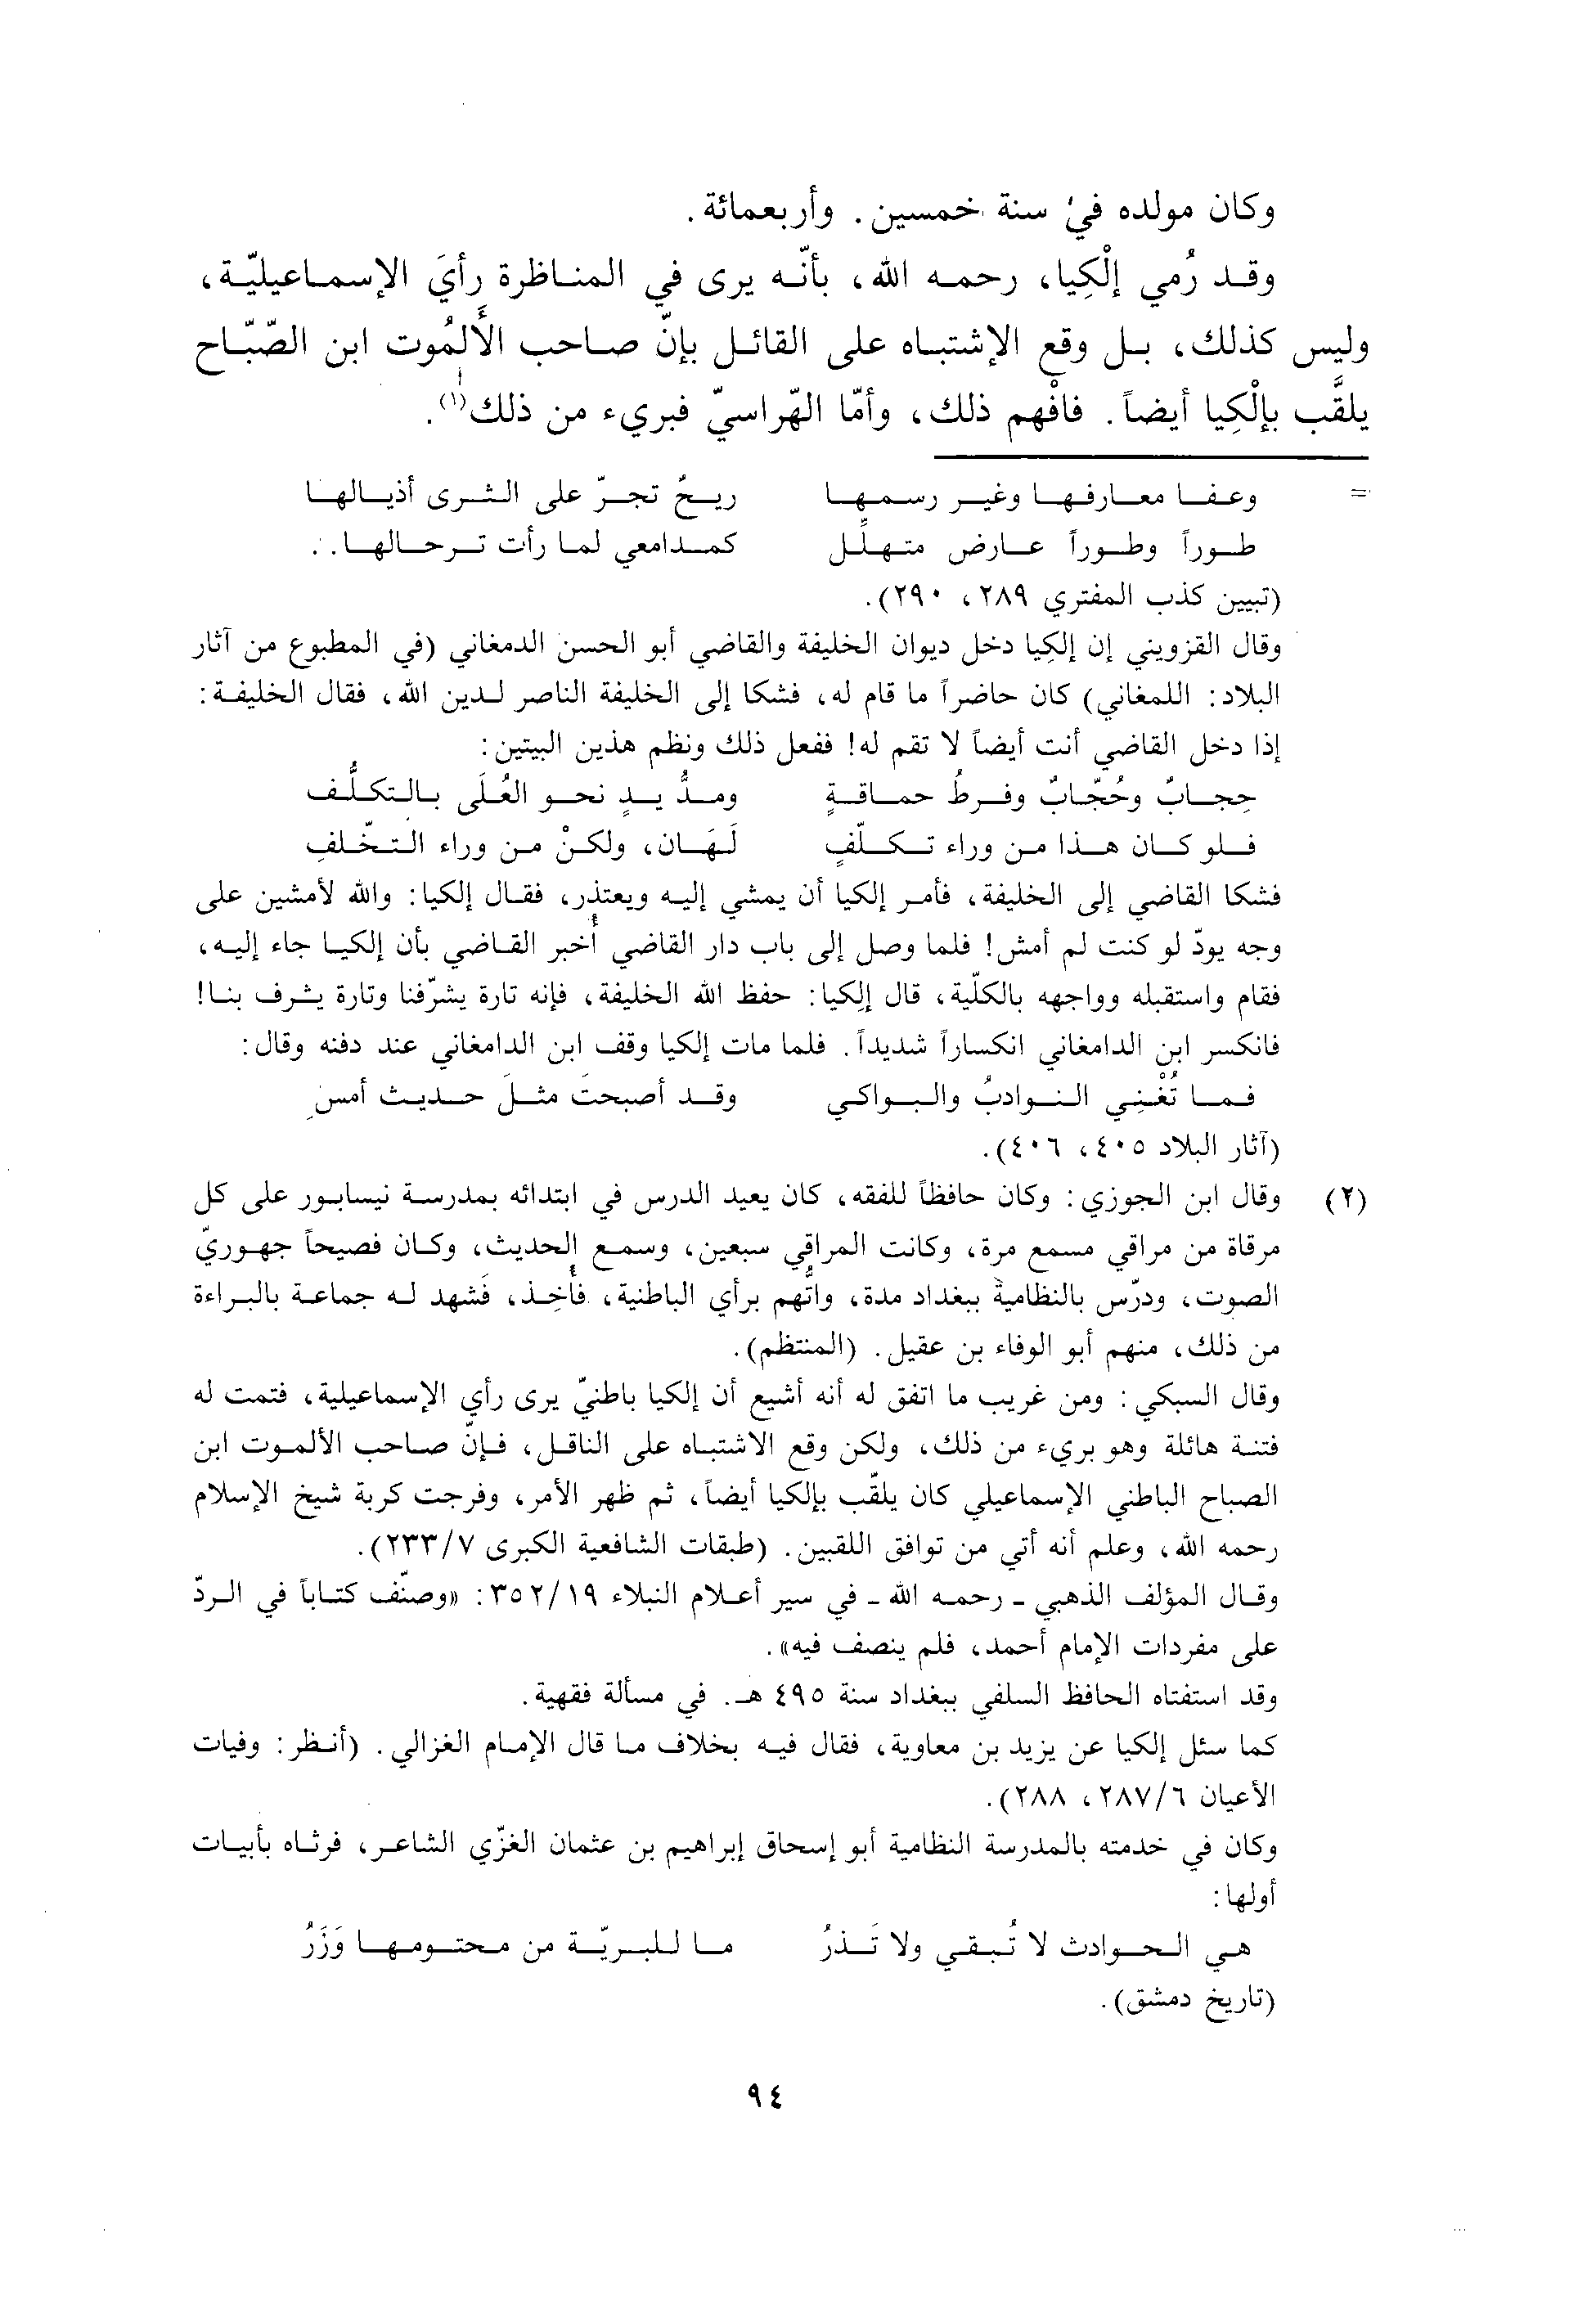 وكان مولده في سنة خمسين. وأربعمائة.
وقد رُمي إلْكِيا، رحمه الله، بأنّه يرى في المناظرة رأيَ الإسماعيليّة،
وليس كذلك، بل وقع الإشتباه على القائل بإنّ صاحب الأَلمُوت ابن الصّبّاح
يلقَّب بإلْكِيا أيضاً. فافْهم ذلك، وأمّا الهّراسيّ فبريء من ذلك(١).
= وعفا معارفها وغير رسمها ريحُ تجرّ على الثرى أذيالها
طوراً وطوراً عارض متهلِّل كمدامعي لما رأت ترحالها..
(تبيين كذب المفتري ٢٨٩، ٢٩٠).
وقال القزويني إن إلكِيا دخل ديوان الخليفة والقاضي أبو الحسن الدمغاني (في المطبوع من آثار
البلاد: اللمغاني) كان حاضراً ما قام له، فشكا إلى الخليفة الناصر لدين الله، فقال الخليفة:
إذا دخل القاضي أنت أيضاً لا تقم له! ففعل ذلك ونظم هذين البيتين:
حِجابٌ وحُجّابٌ وفرطُ حماقةٍ ومدُّ يدٍ نحو العُلَى بالتكلُّف
فلو كان هذا من وراء تكلّفٍ لَهَان، ولكنْ من وراء التخّلفِ
فشكا القاضي إلى الخليفة، فأمر إلكيا أن يمشي إليه ويعتذر، فقال إلكيا: والله لأمشين على
وجه يودّ لو كنت لم أمش! فلما وصل إلى باب دار القاضي أُخبر القاضي بأن إلكيا جاء إليه،
فقام واستقبله وواجهه بالكلّية، قال إلكيا: حفظ الله الخليفة، فإنه تارة يشرّفنا وتارة يشرف بنا!
فانكسر ابن الدامغاني انكساراً شديداً. فلما مات إلكيا وقف ابن الدامغاني عند دفنه وقال:
فما تُغْنِي النوادبُ والبواكي وقد أصبحتَ مثلَ حديث أمسِ
(آثار البلاد ٤٠٥، ٤٠٦).
(٢) وقال ابن الجوزي: وكان حافظاً للفقه، كان يعيد الدرس في ابتدائه بمدرسة نيسابور على كل
مرقاة من مراقي مسمع مرة، وكانت المراقي سبعين، وسمع الحديث، وكان فصيحاً جهوريّ
الصوت، ودرّس بالنظامية ببغداد مدة، واتُّهم برأي الباطنية، فأُخِذ، فَشهد له جماعة بالبراءة
من ذلك، منهم أبو الوفاء بن عقيل. (المنتظم).
وقال السبكي: ومن غريب ما اتفق له أنه أشيع أن إلكيا باطنيّ يرى رأي الإسماعيلية، فتمت له
فتنة هائلة وهو بريء من ذلك، ولكن وقع الاشتباه على الناقل، فإنّ صاحب الألموت ابن
الصباح الباطني الإسماعيلي كان يلقّب بإلكيا أيضاً، ثم ظهر الأمر، وفرجت كربة شيخ الإسلام
رحمه الله، وعلم أنه أتي من توافق اللقبين. (طبقات الشافعية الكبرى ٢٣٣/٧).
وقال المؤلف الذهبي - رحمه الله - في سير أعلام النبلاء ٣٥٢/١٩: «وصنّف كتاباً في الردّ
على مفردات الإمام أحمد، فلم ينصف فيه».
وقد استفتاه الحافظ السلفي ببغداد سنة ٤٩٥ هـ. في مسألة فقهية.
كما سئل إلكيا عن يزيد بن معاوية، فقال فيه بخلاف ما قال الإمام الغزالي. (أنظر: وفيات
الأعيان ٢٨٧/٦، ٢٨٨).
وكان في خدمته بالمدرسة النظامية أبو إسحاق إبراهيم بن عثمان الغزّي الشاعر، فرثاه بأبيات
أولها:
هي الحوادث لا تُبقي ولا تَذرُ ما للبريّة من محتومها وَزَرُ
(تاريخ دمشق).
٩٤